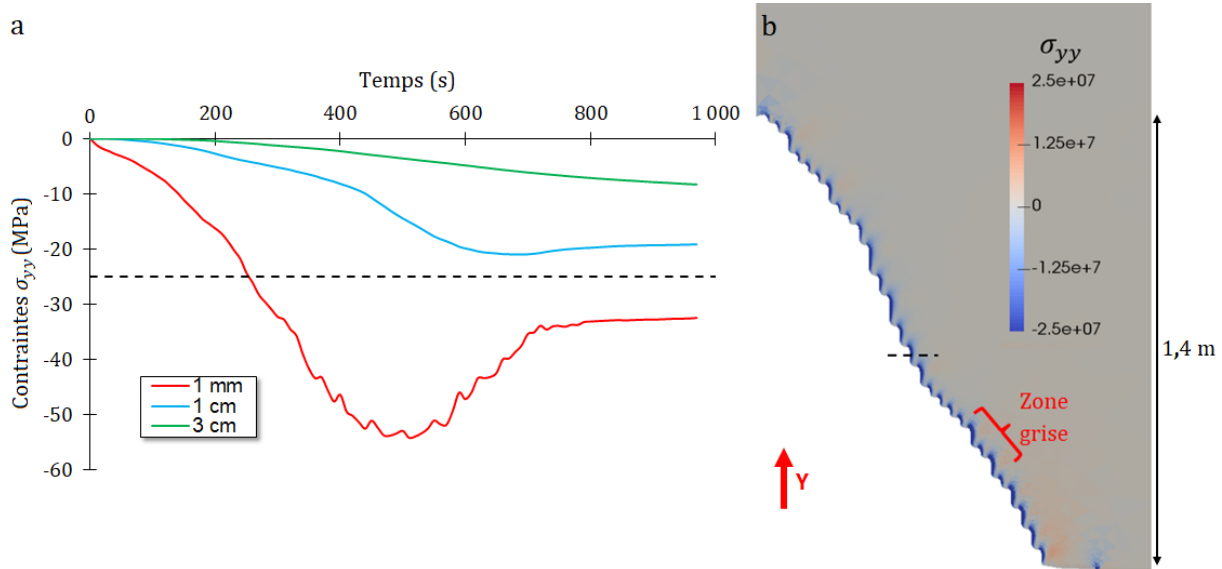 a
Temps (s)
0
200
400
600
800
1 000
0
-10
-20
-30
-40
-50
-60
Contraintes σyy (MPa)
1 mm
1 cm
3 cm
b
σyy
2.5e+07
1.25e+7
0
-1.25e+7
-2.5e+07
1,4 m
Zone
grise
Y